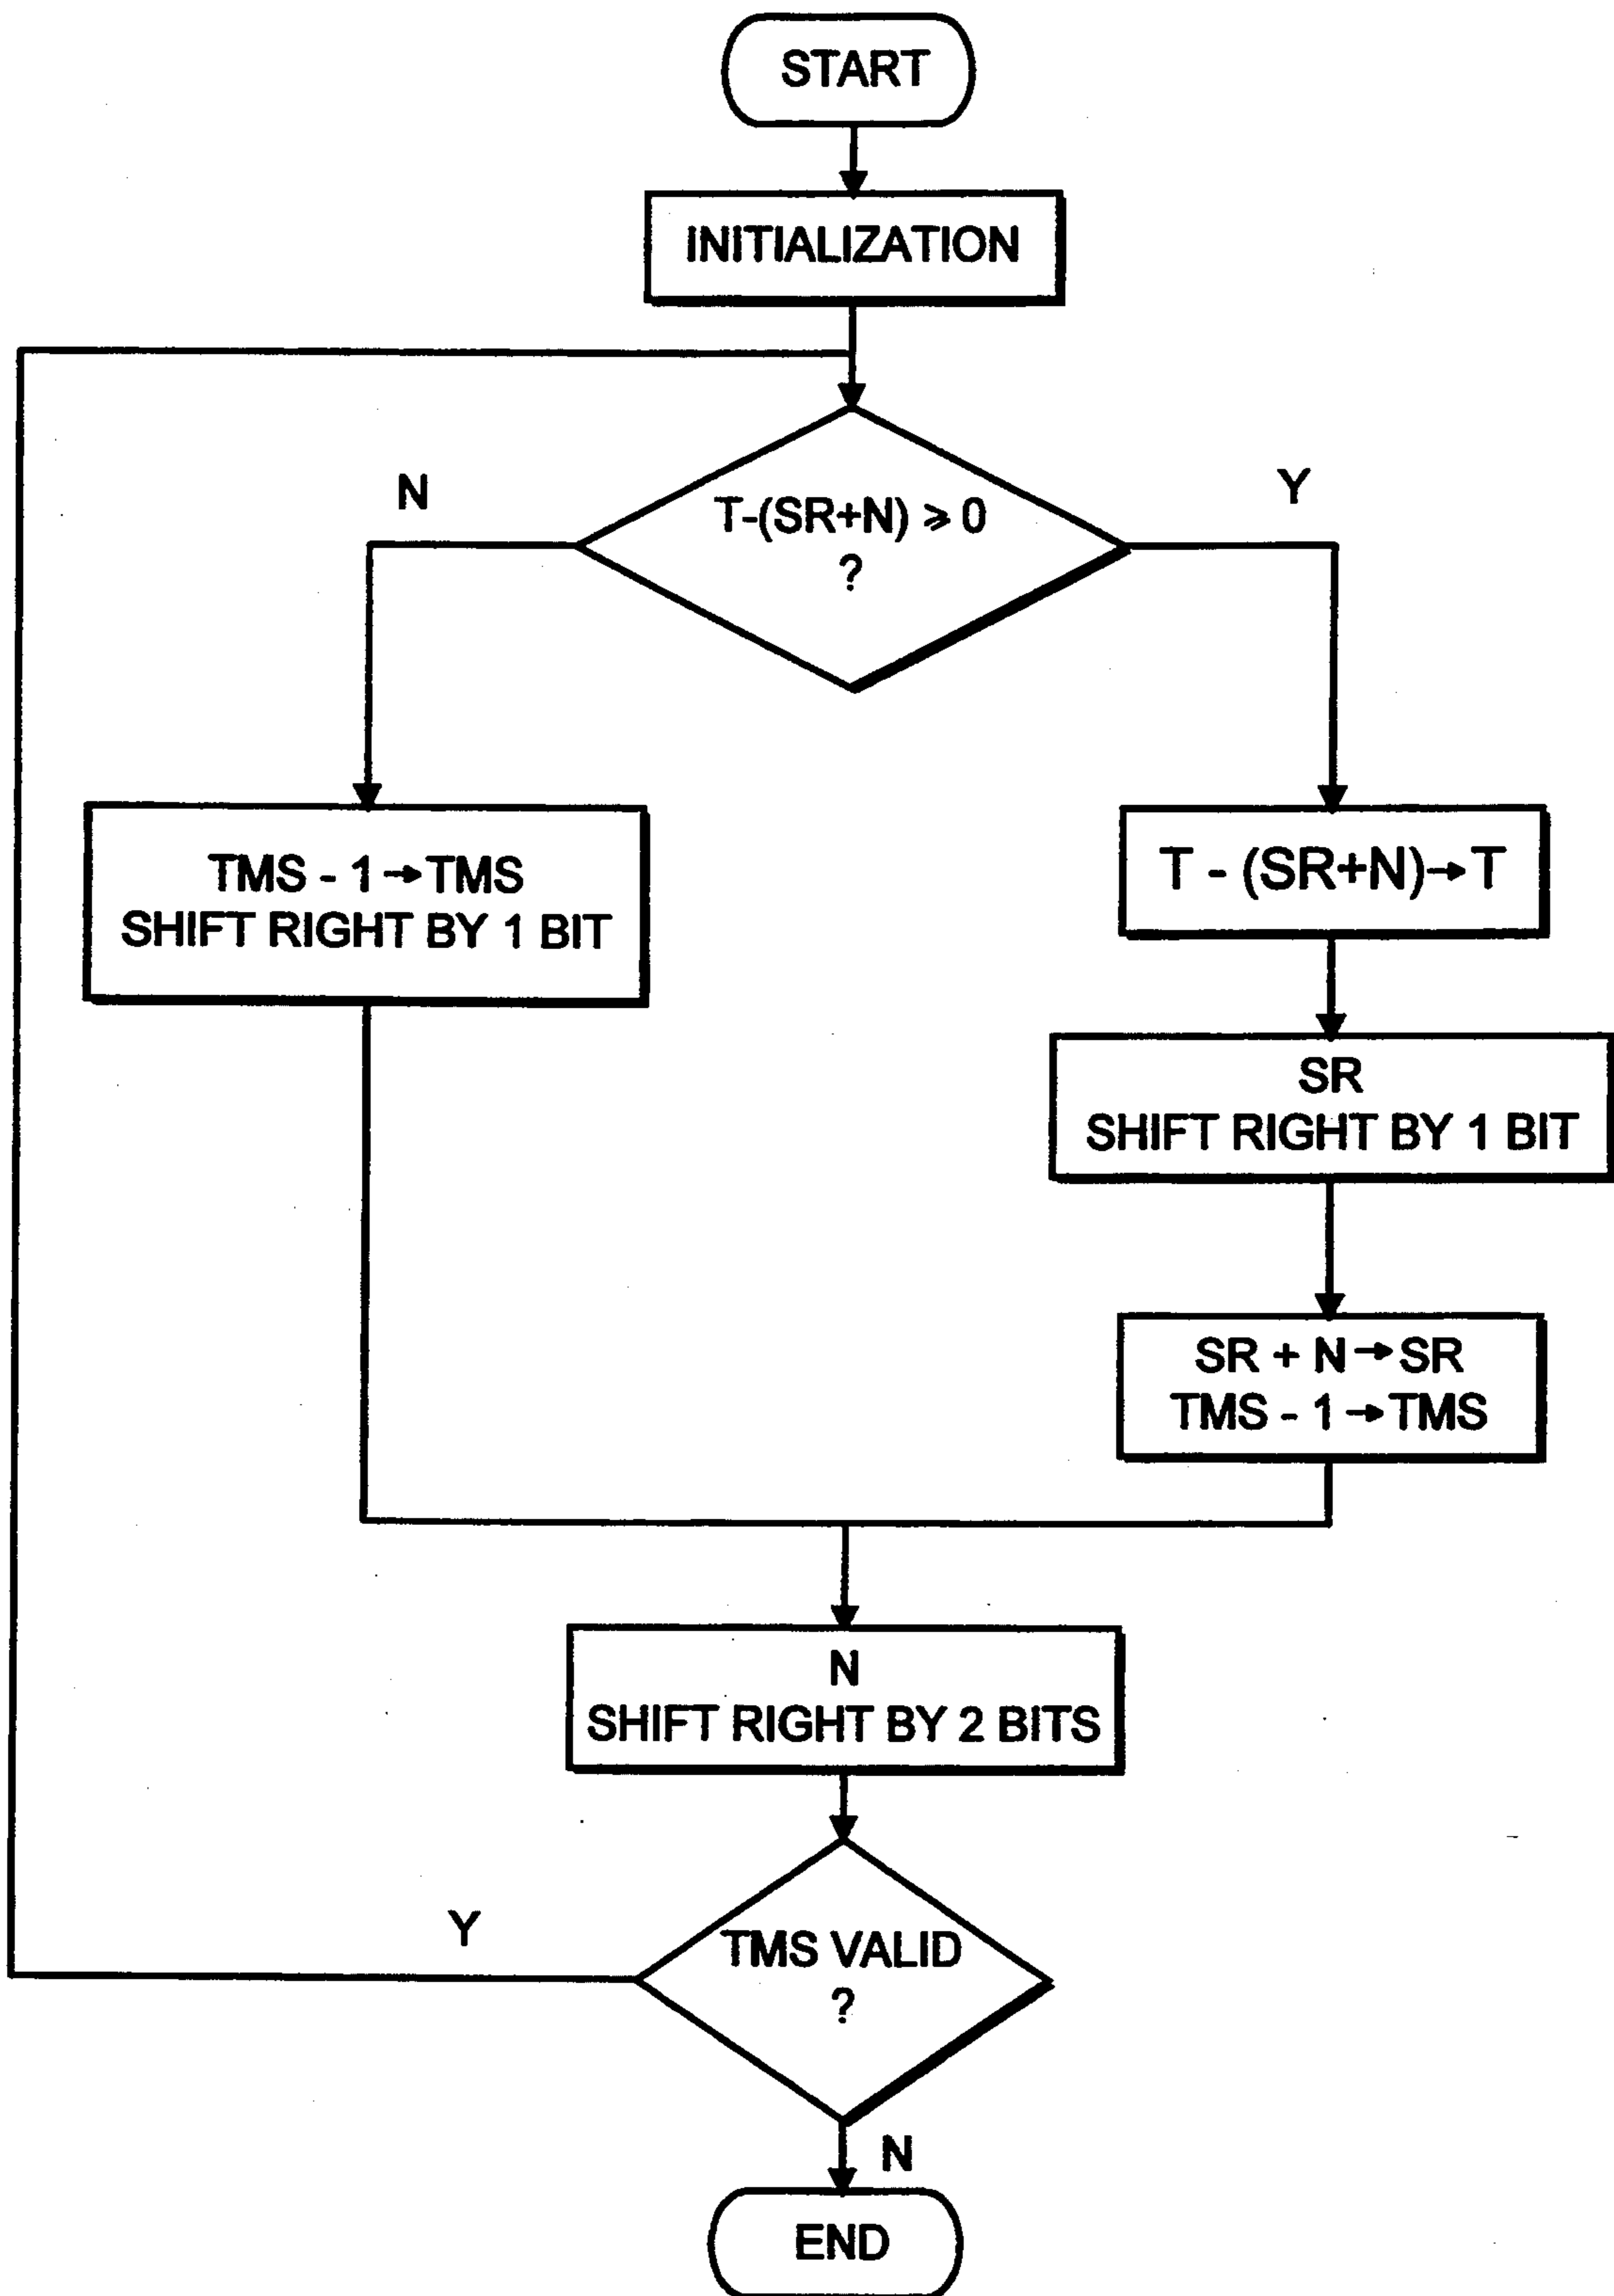 START
INITIALIZATION
N
Y
T-(SR+N) ⩾ 0
?
TMS - 1→TMS
SHIFT RIGHT BY 1 BIT
T - (SR+N)→T
SR
SHIFT RIGHT BY 1 BIT
SR + N→SR
TMS - 1→TMS
N
SHIFT RIGHT BY 2 BITS
Y
TMS VALID
?
N
END